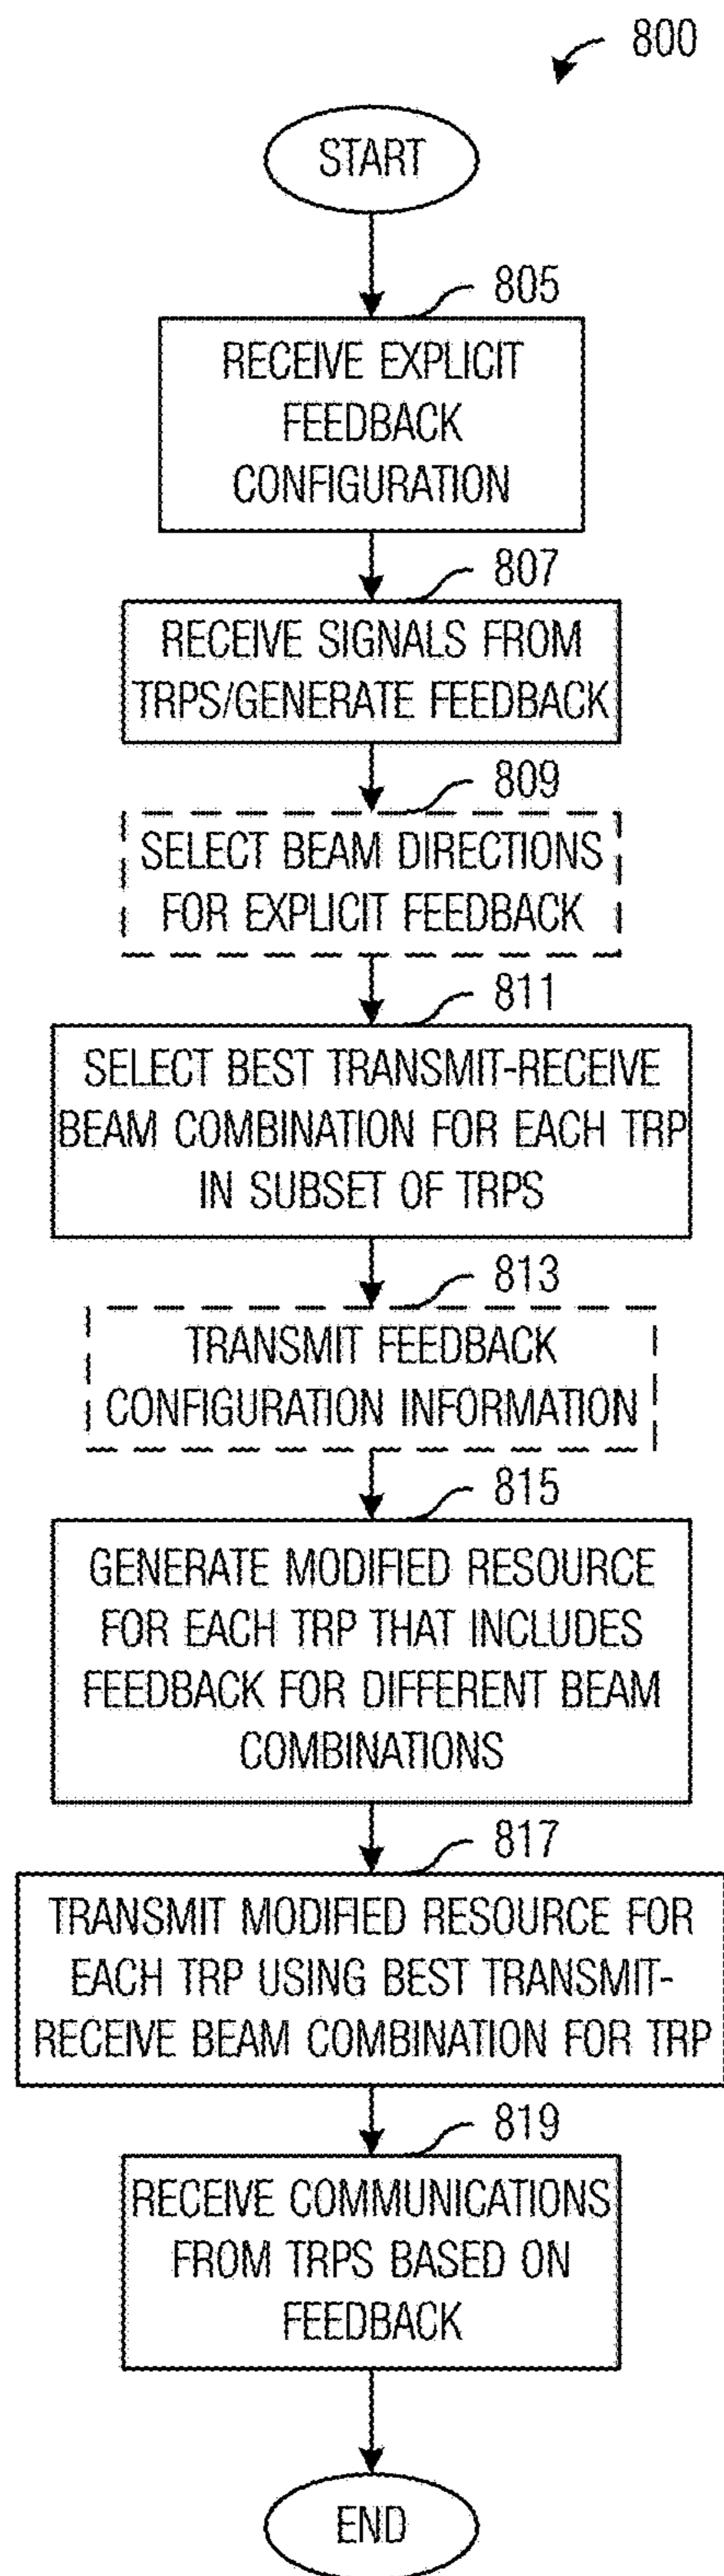 800
START
805
RECEIVE EXPLICIT
FEEDBACK
CONFIGURATION
807
RECEIVE SIGNALS FROM
TRPS/GENERATE FEEDBACK
809
SELECT BEAM DIRECTIONS
FOR EXPLICIT FEEDBACK
811
SELECT BEST TRANSMIT-RECEIVE
BEAM COMBINATION FOR EACH TRP
IN SUBSET OF TRPS
813
TRANSMIT FEEDBACK
CONFIGURATION INFORMATION
815
GENERATE MODIFIED RESOURCE
FOR EACH TRP THAT INCLUDES
FEEDBACK FOR DIFFERENT BEAM
COMBINATIONS
817
TRANSMIT MODIFIED RESOURCE FOR
EACH TRP USING BEST TRANSMIT-
RECEIVE BEAM COMBINATION FOR TRP
819
RECEIVE COMMUNICATIONS
FROM TRPS BASED ON
FEEDBACK
END